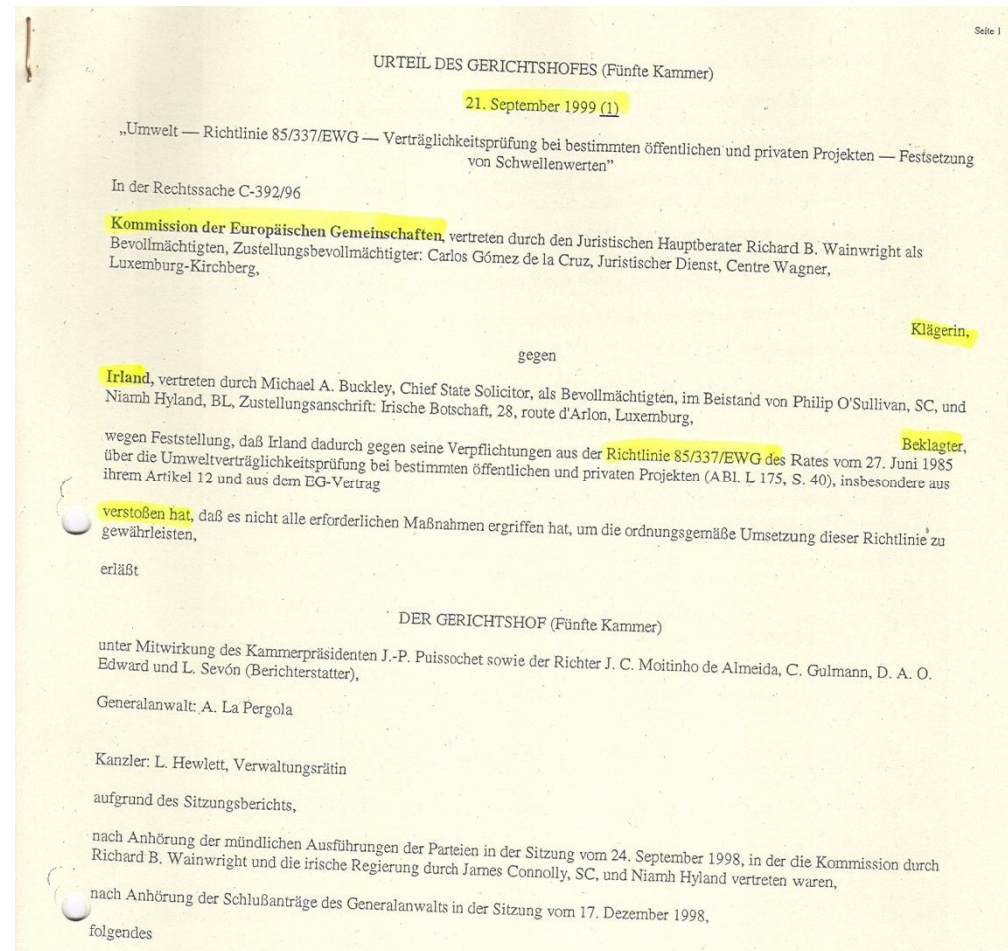 Seite 1
URTEIL DES GERICHTSHOFES (Fünfte Kammer)
21. September 1999 (1)
„Umwelt — Richtlinie 85/337/EWG — Verträglichkeitsprüfung bei bestimmten öffentlichen und privaten Projekten — Festsetzung
von Schwellenwerten”
In der Rechtssache C-392/96
Kommission der Europäischen Gemeinschaften, vertreten durch den Juristischen Hauptberater Richard B. Wainwright als
Bevollmächtigten, Zustellungsbevollmächtigter: Carlos Gómez de la Cruz, Juristischer Dienst, Centre Wagner,
Luxemburg-Kirchberg,
Klägerin,
gegen
Irland, vertreten durch Michael A. Buckley, Chief State Solicitor, als Bevollmächtigten, im Beistand von Philip O'Sullivan, SC, und
Niamh Hyland, BL, Zustellungsanschrift: Irische Botschaft, 28, route d'Arlon, Luxemburg,
Beklagter,
wegen Feststellung, daß Irland dadurch gegen seine Verpflichtungen aus der Richtlinie 85/337/EWG des Rates vom 27. Juni 1985
über die Umweltverträglichkeitsprüfung bei bestimmten öffentlichen und privaten Projekten (ABl. L 175, S. 40), insbesondere aus
ihrem Artikel 12 und aus dem EG-Vertrag
verstoßen hat, daß es nicht alle erforderlichen Maßnahmen ergriffen hat, um die ordnungsgemäße Umsetzung dieser Richtlinie zu
gewährleisten,
erläßt
DER GERICHTSHOF (Fünfte Kammer)
unter Mitwirkung des Kammerpräsidenten J.-P. Puissochet sowie der Richter J. C. Moitinho de Almeida, C. Gulmann, D. A. O.
Edward und L. Sevón (Berichterstatter),
Generalanwalt: A. La Pergola
Kanzler: L. Hewlett, Verwaltungsrätin
aufgrund des Sitzungsberichts,
nach Anhörung der mündlichen Ausführungen der Parteien in der Sitzung vom 24. September 1998, in der die Kommission durch
Richard B. Wainwright und die irische Regierung durch James Connolly, SC, und Niamh Hyland vertreten waren,
nach Anhörung der Schlußanträge des Generalanwalts in der Sitzung vom 17. Dezember 1998,
folgendes